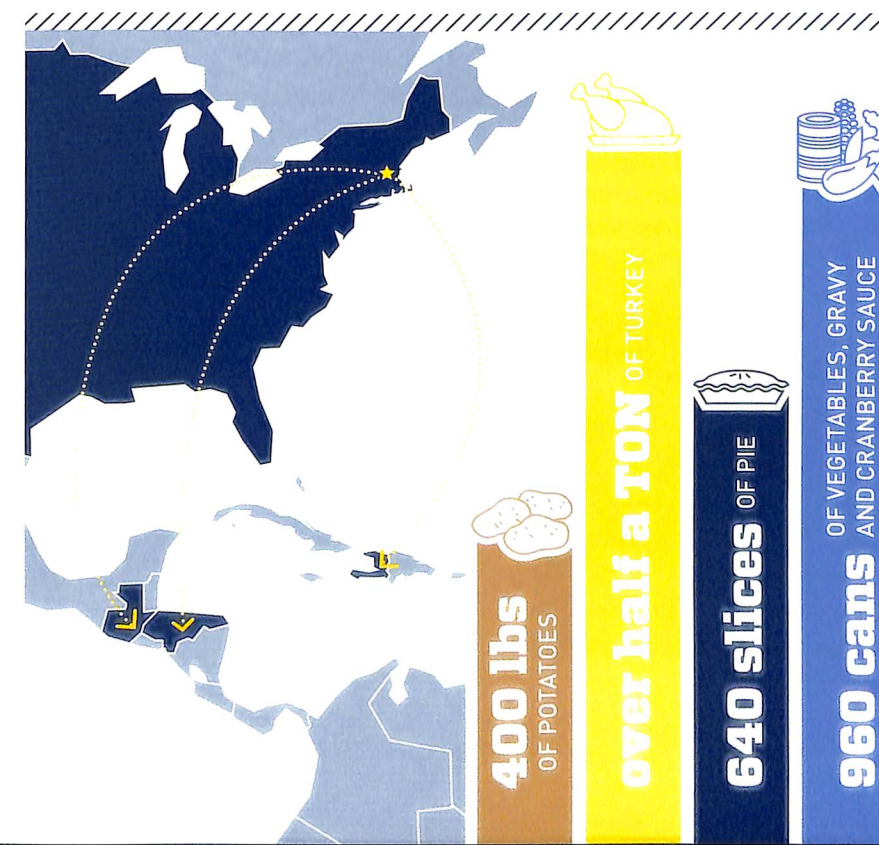 400 lbs
OF POTATOES
over half a TON OF TURKEY
640 slices OF PIE
960 cans
OF VEGETABLES, GRAVY
AND CRANBERRY SAUCE